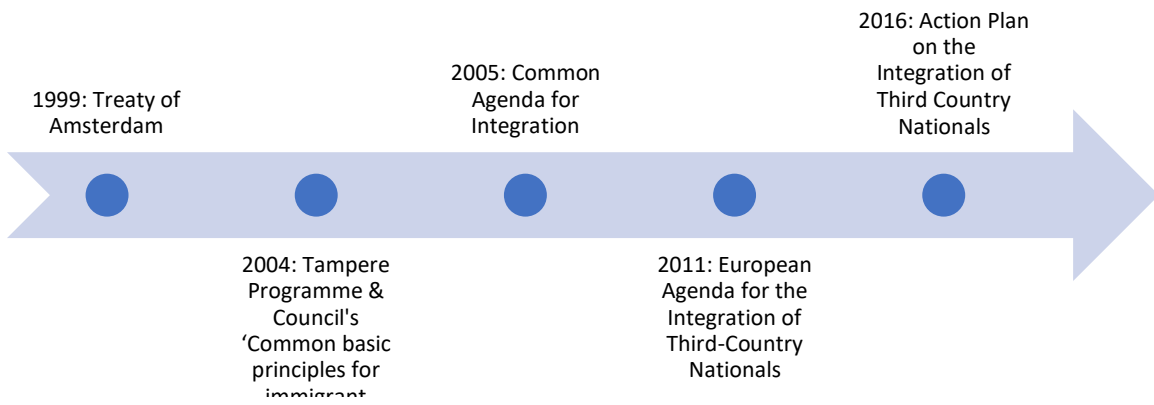 1999: Treaty of
Amsterdam
2004: Tampere
Programme &
Council's
‘Common basic
principles for
immigrant
2005: Common
Agenda for
Integration
2011: European
Agenda for the
Integration of
Third-Country
Nationals
2016: Action Plan
on the
Integration of
Third Country
Nationals